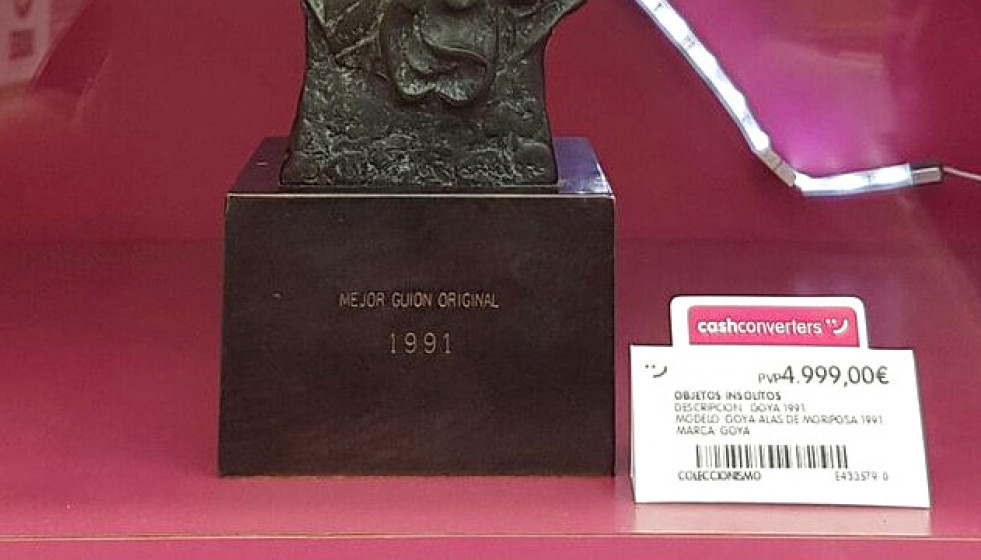 MEJOR GUION ORIGINAL
1991
cashconverters
PVP4.999,00€
OBJETOS INSOLITOS
DESCRIPCION: GOYA 1991
MODELO: GOYA ALAS DE MORIPOSA 1991
MARCA: GOYA
COLECCIONISMO E433579 0